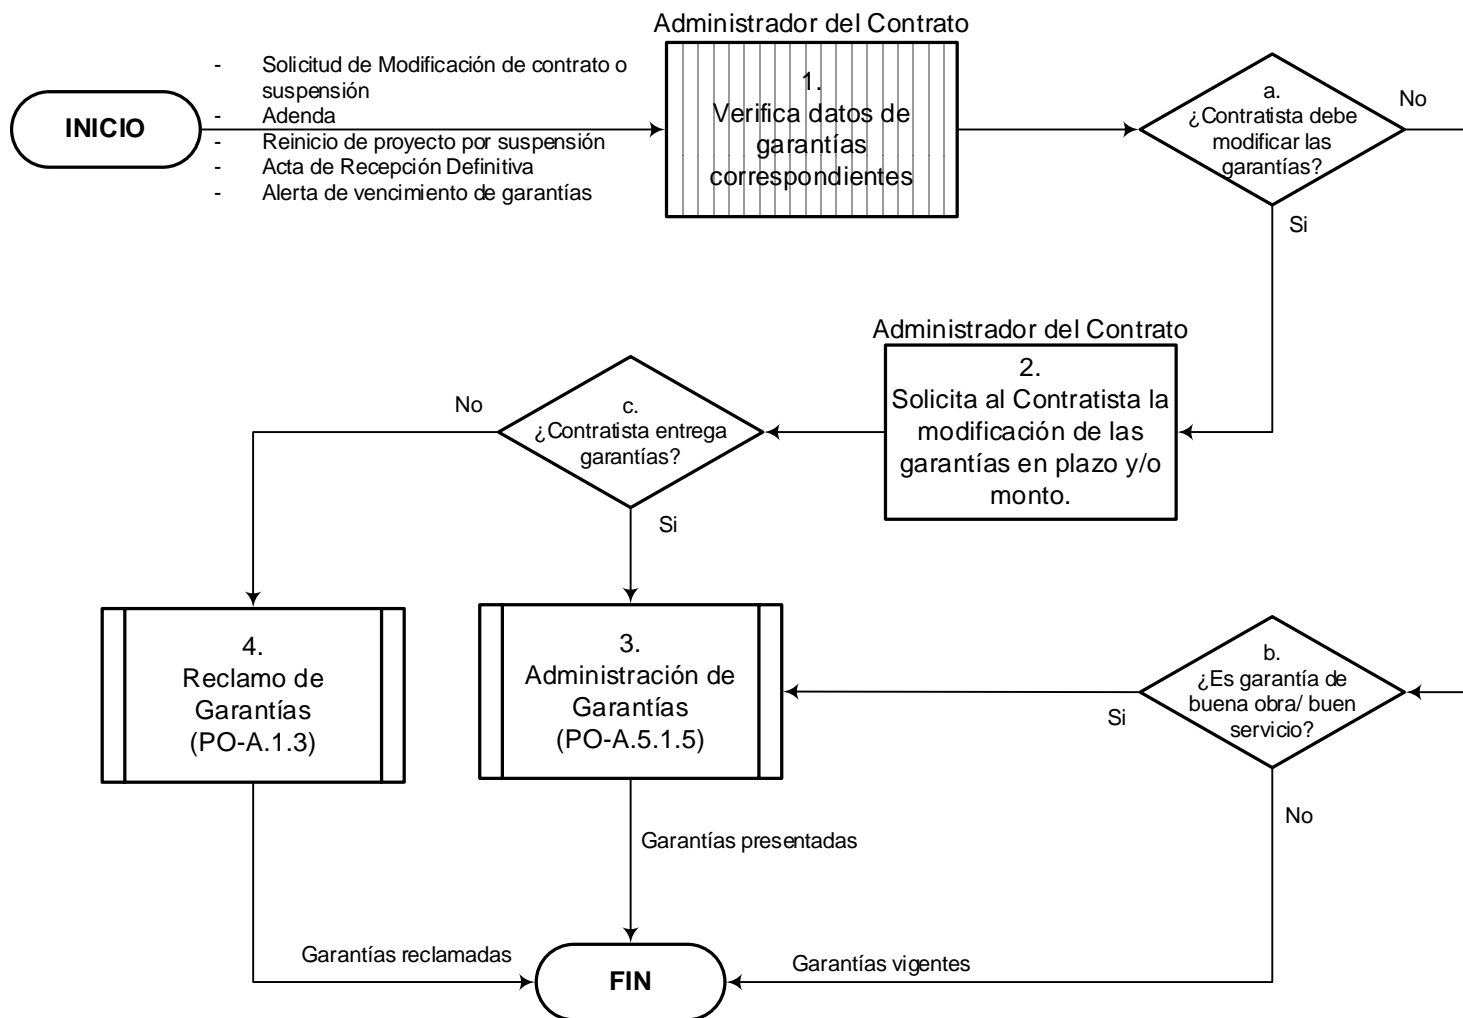 Administrador del Contrato
INICIO
- Solicitud de Modificación de contrato o
suspensión
- Adenda
- Reinicio de proyecto por suspensión
- Acta de Recepción Definitiva
- Alerta de vencimiento de garantías
1.
Verifica datos de
garantías
correspondientes
a.
¿Contratista debe
modificar las
garantías?
No
Si
Administrador del Contrato
2.
Solicita al Contratista la
modificación de las
garantías en plazo y/o
monto.
c.
¿Contratista entrega
garantías?
No
Si
4.
Reclamo de
Garantías
(PO-A.1.3)
3.
Administración de
Garantías
(PO-A.5.1.5)
b.
¿Es garantía de
buena obra/ buen
servicio?
Si
No
Garantías presentadas
Garantías reclamadas
FIN
Garantías vigentes